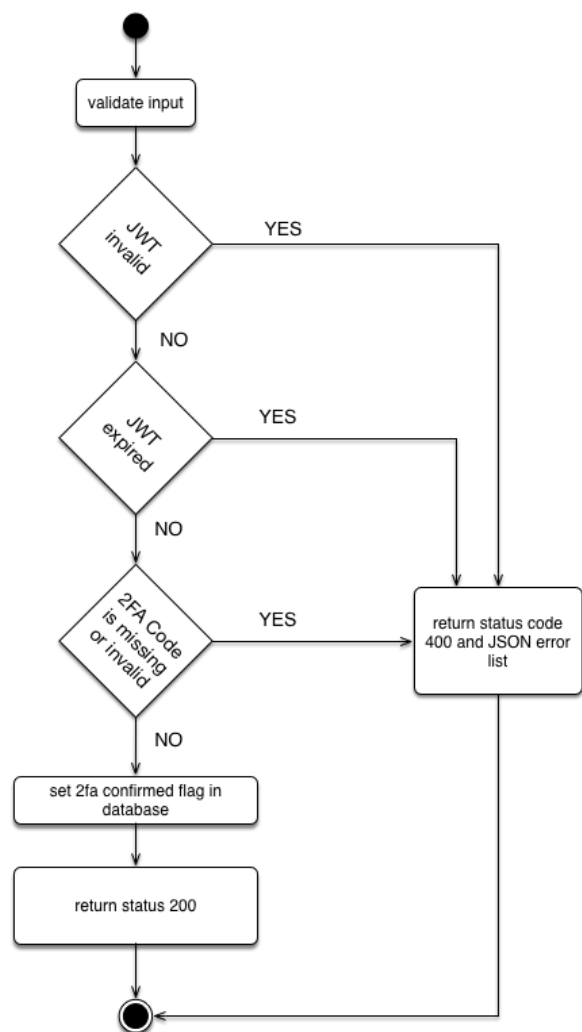 validate input
JWT
invalid
YES
NO
JWT
expired
YES
NO
2FA Code
is missing
or invalid
YES
return status code
400 and JSON error
list
NO
set 2fa confirmed flag in
database
return status 200